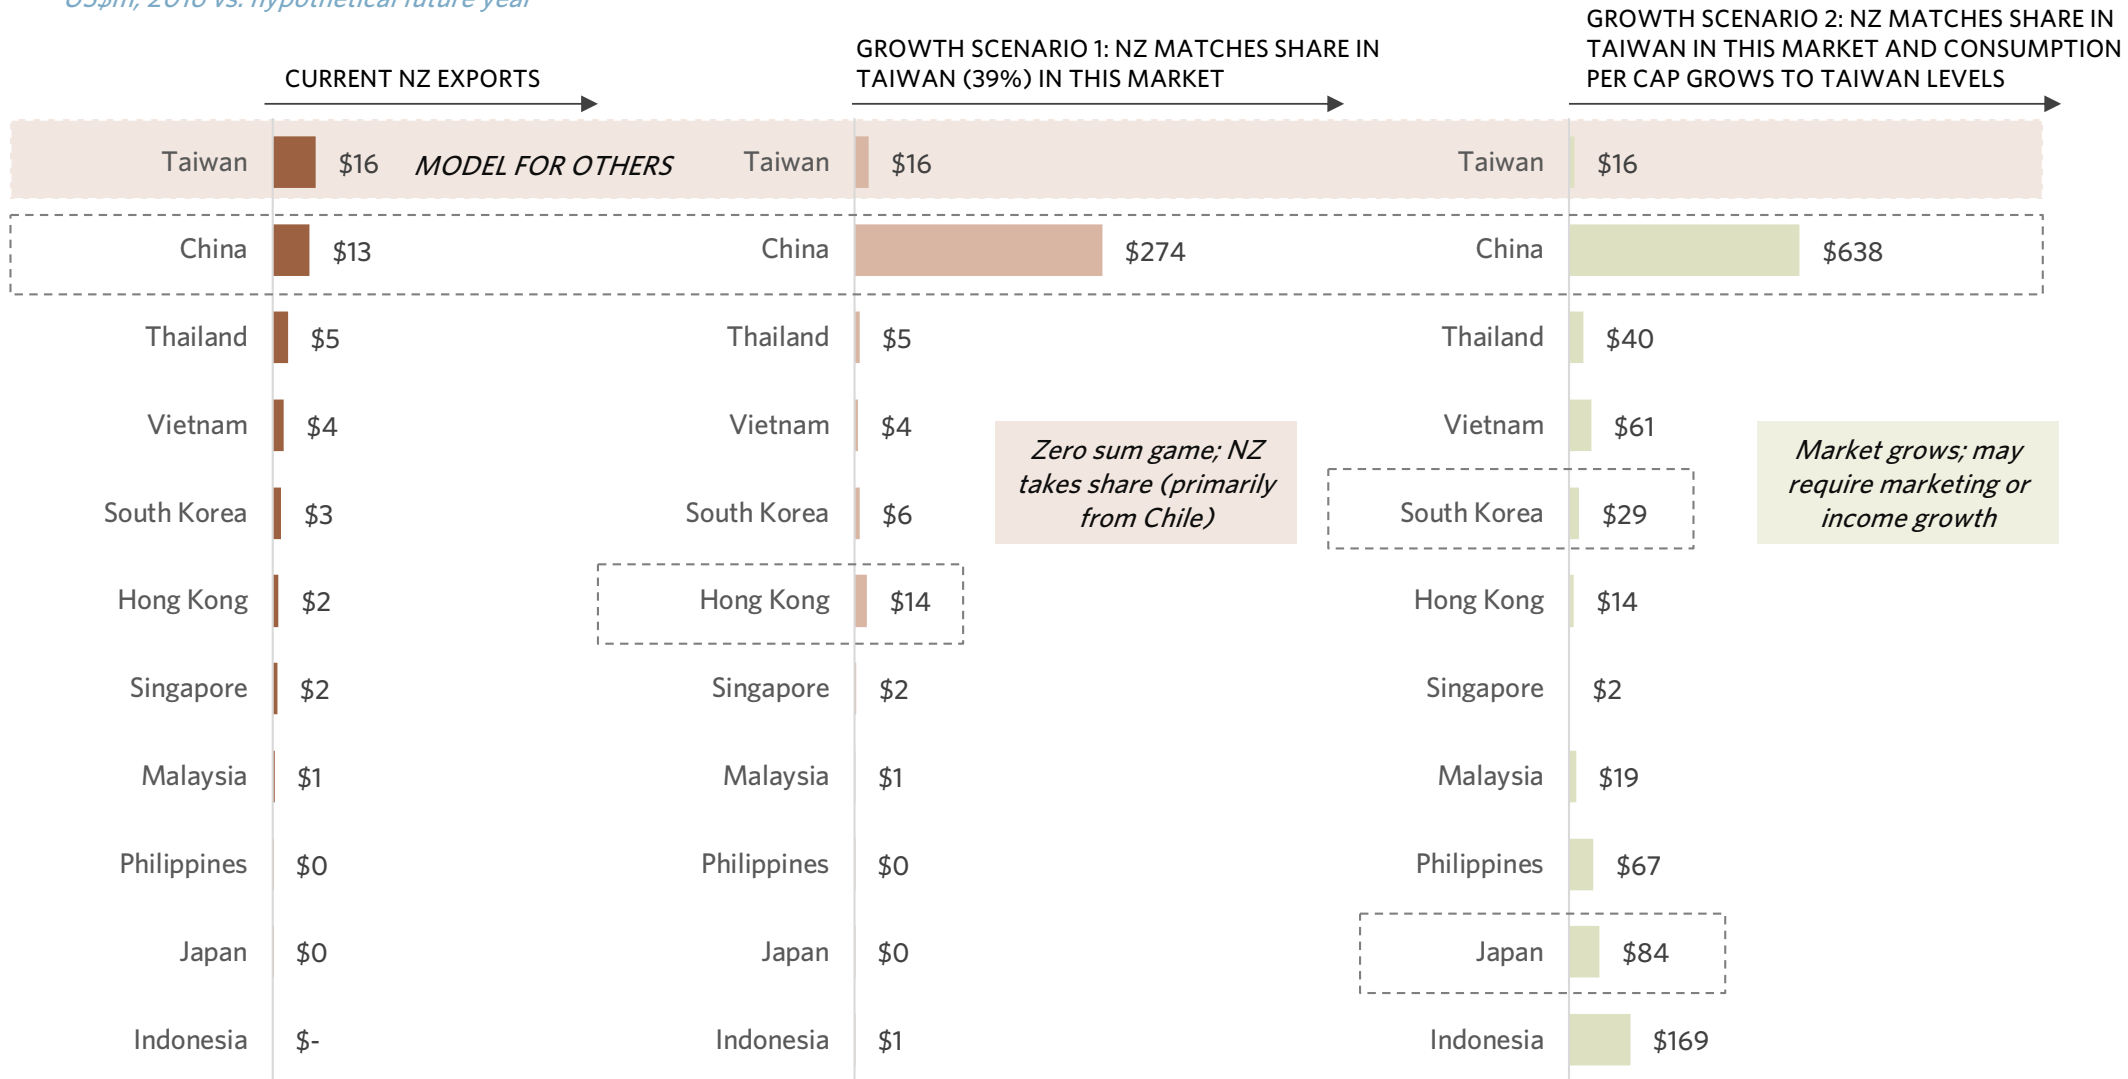 US$m; 2016 vs. hypothetical future year
CURRENT NZ EXPORTS
GROWTH SCENARIO 1: NZ MATCHES SHARE IN
TAIWAN (39%) IN THIS MARKET
GROWTH SCENARIO 2: NZ MATCHES SHARE IN
TAIWAN IN THIS MARKET AND CONSUMPTION
PER CAP GROWS TO TAIWAN LEVELS
Taiwan $16 MODEL FOR OTHERS Taiwan $16 Taiwan $16
China $13 China $274 China $638
Thailand $5 Thailand $5 Thailand $40
Vietnam $4 Vietnam $4 Vietnam $61
Zero sum game; NZ
takes share (primarily
from Chile)
Market grows; may
require marketing or
income growth
South Korea $3 South Korea $6 South Korea $29
Hong Kong $2 Hong Kong $14 Hong Kong $14
Singapore $2 Singapore $2 Singapore $2
Malaysia $1 Malaysia $1 Malaysia $19
Philippines $0 Philippines $0 Philippines $67
Japan $0 Japan $0 Japan $84
Indonesia $- Indonesia $1 Indonesia $169